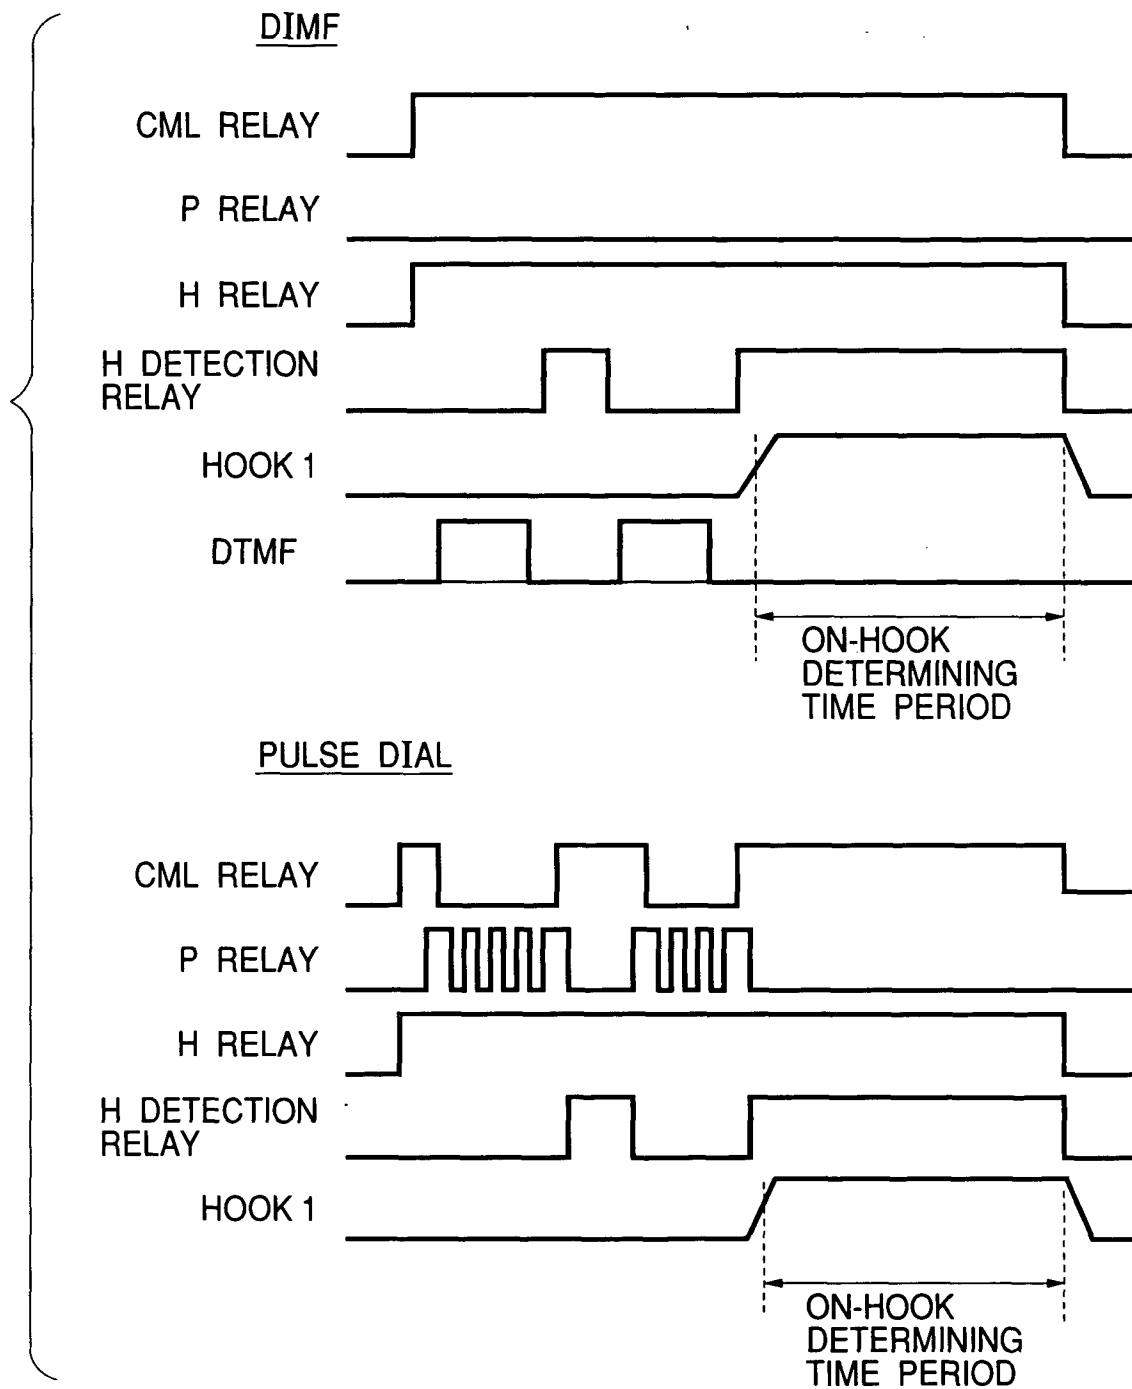 DIMF
CML RELAY
P RELAY
H RELAY
H DETECTION
RELAY
HOOK 1
DTMF
ON-HOOK
DETERMINING
TIME PERIOD
PULSE DIAL
CML RELAY
P RELAY
H RELAY
H DETECTION
RELAY
HOOK 1
ON-HOOK
DETERMINING
TIME PERIOD